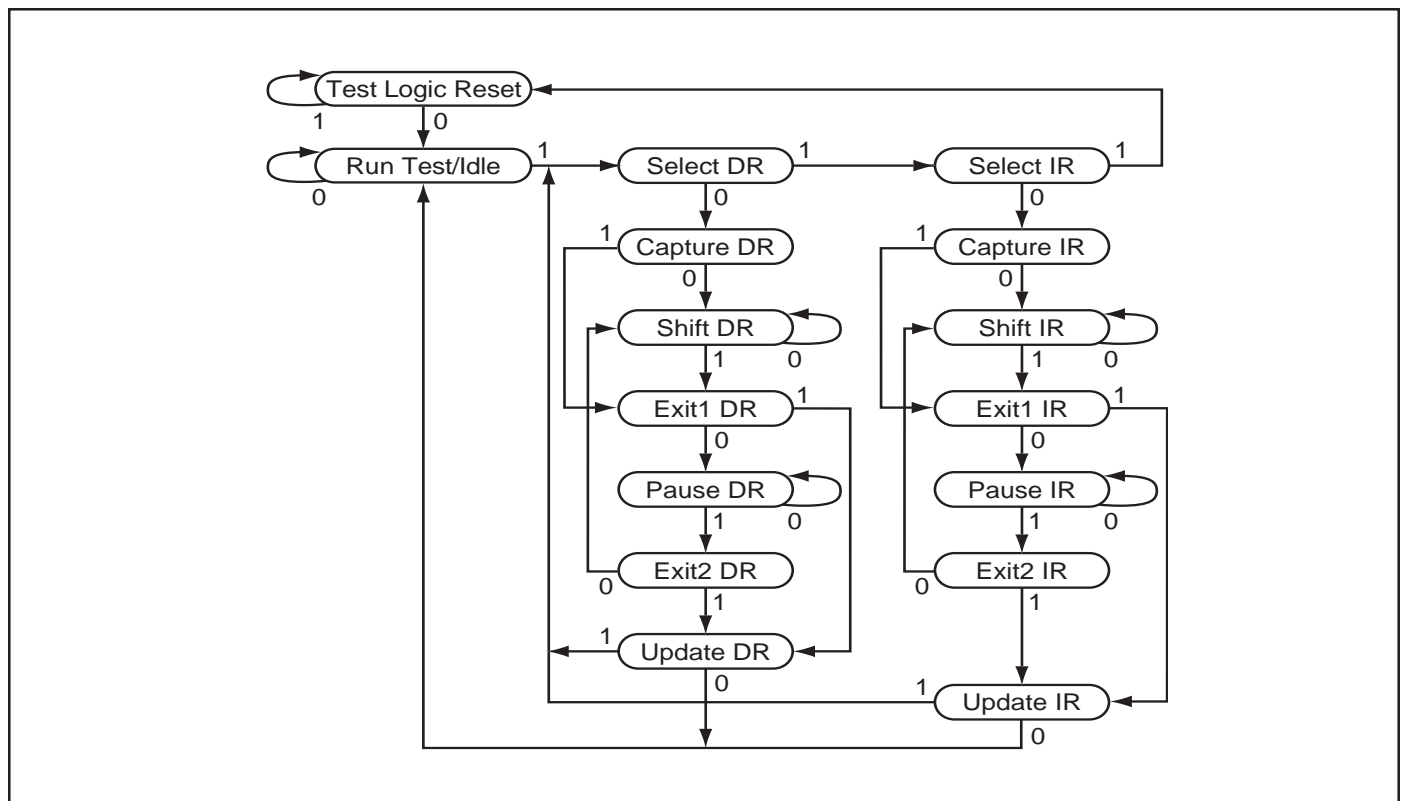 Test Logic Reset
1 0
Run Test/Idle 1 Select DR 1 Select IR 1
0 0 0
1 Capture DR 1 Capture IR
0 0
Shift DR Shift IR
1 0 1 0
Exit1 DR 1 Exit1 IR 1
0 0
Pause DR Pause IR
1 0 1 0
Exit2 DR Exit2 IR
0 1 0 1
1 Update DR
0 1 Update IR
0